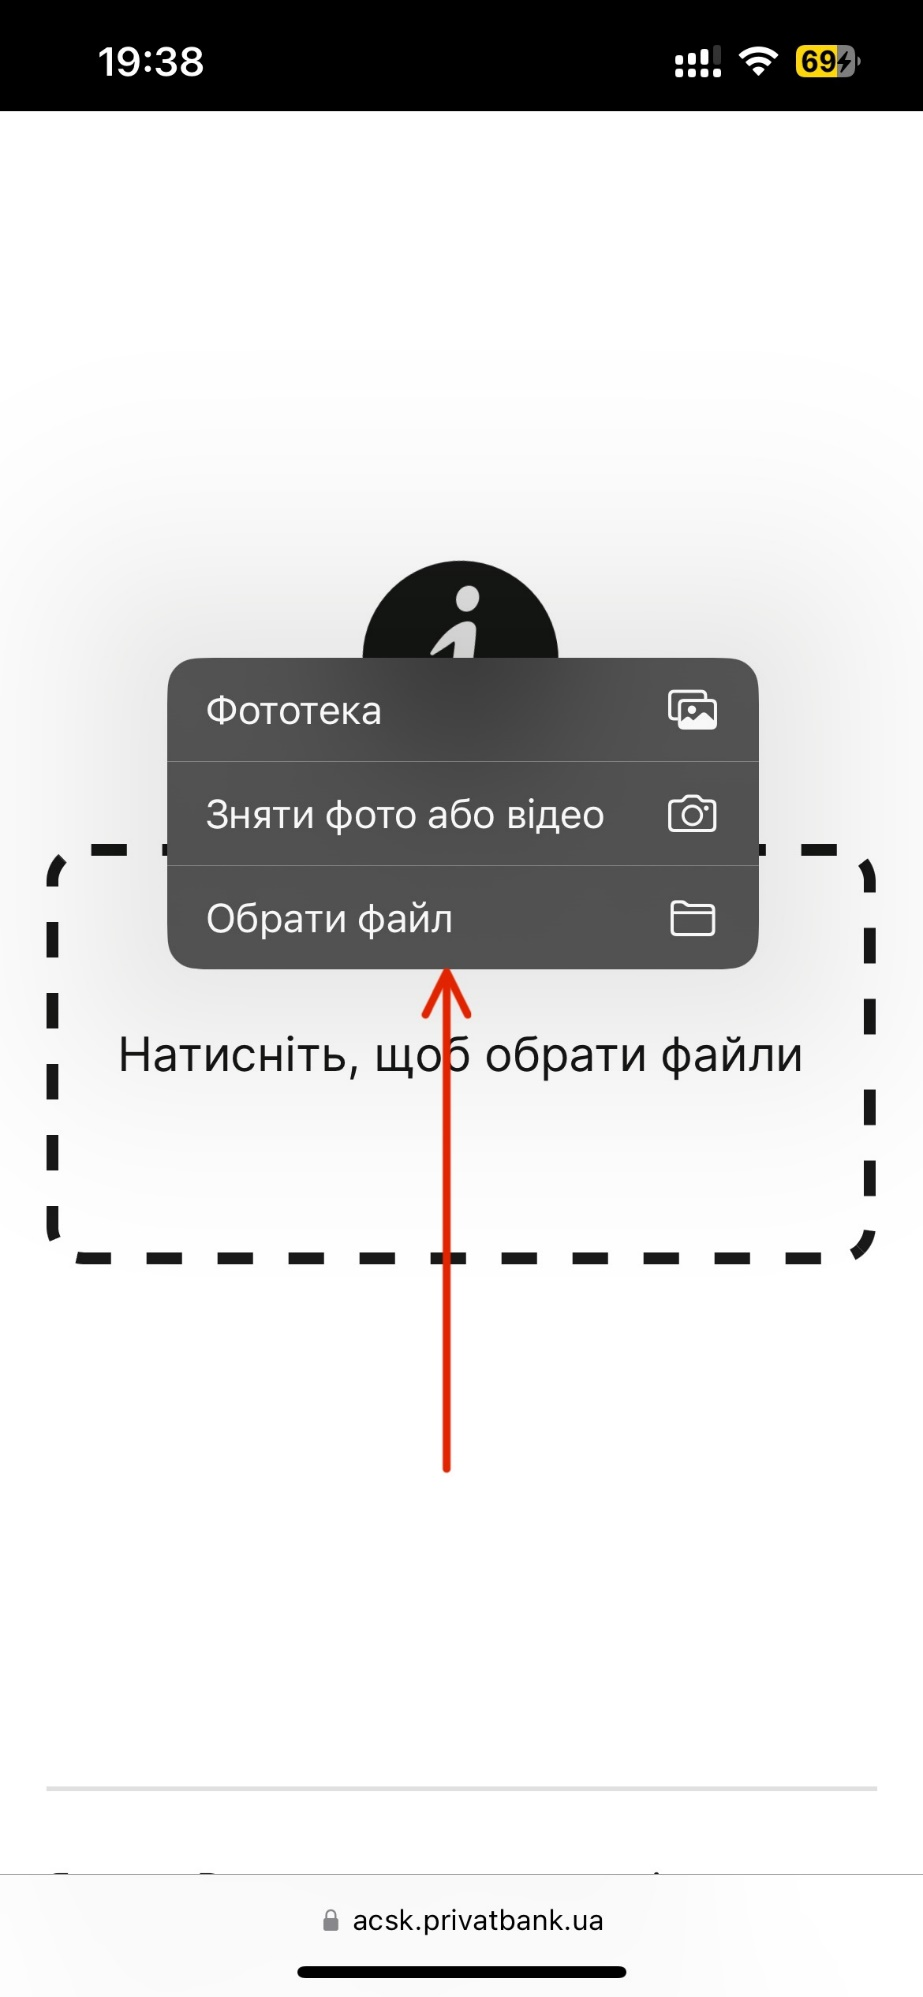 19:38
69
Фототека
Зняти фото або відео
Обрати файл
Натисніть, щоб обрати файли
acsk.privatbank.ua